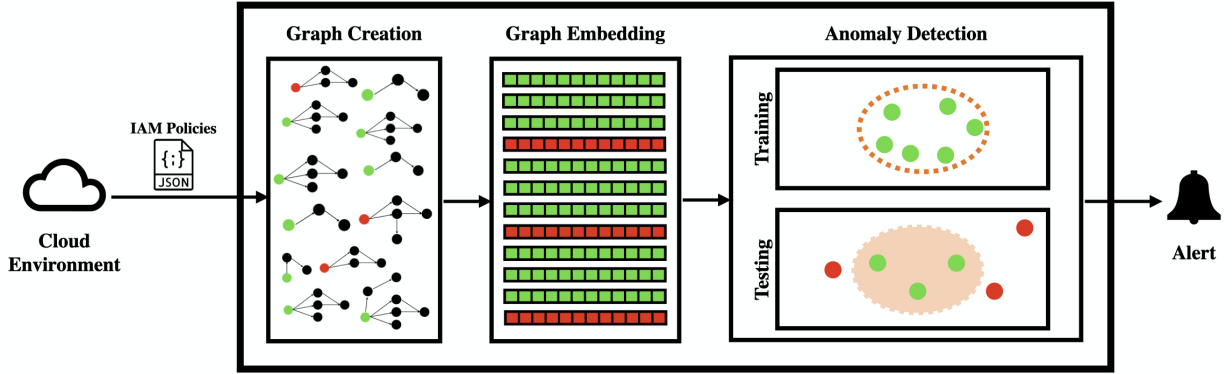 Graph Creation
Graph Embedding
Anomaly Detection
IAM Policies
{;}
JSON
Cloud
Environment
Training
Testing
Alert